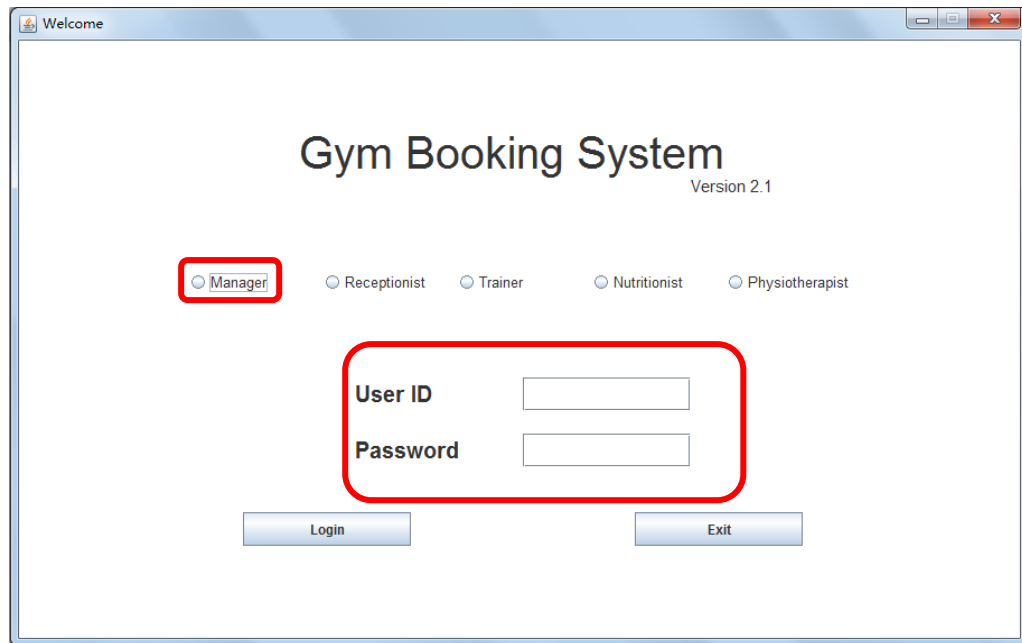 Welcome
Gym Booking System
Version 2.1
Manager Receptionist Trainer Nutritionist Physiotherapist
User ID
Password
Login Exit